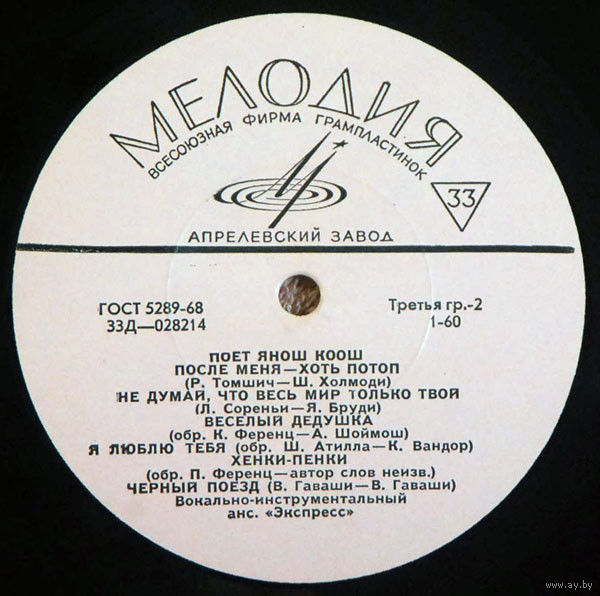 МЕЛОДИЯ
ВСЕСОЮЗНАЯ ФИРМА ГРАМПЛАСТИНОК
33
АПРЕЛЕВСКИЙ ЗАВОД
ГОСТ 5289-68
33Д—028214
Третья гр.-2
1-60
ПОЕТ ЯНОШ КООШ
ПОСЛЕ МЕНЯ—ХОТЬ ПОТОП
(Р. Томшич—Ш. Холмоди)
НЕ ДУМАЙ, ЧТО ВЕСЬ МИР ТОЛЬКО ТВОЙ
(Л. Сореньи—Я. Бруди)
ВЕСЕЛЫЙ ДЕДУШКА
(обр. К. Ференц—А. Шоймош)
Я ЛЮБЛЮ ТЕБЯ (обр. Ш. Атилла—К. Вандор)
ХЕНКИ-ПЕНКИ
(обр. П. Ференц—автор слов неизв.)
ЧЕРНЫЙ ПОЕЗД (В. Гаваши—В. Гаваши)
Вокально-инструментальный
анс. «Экспресс»
www.ay.by